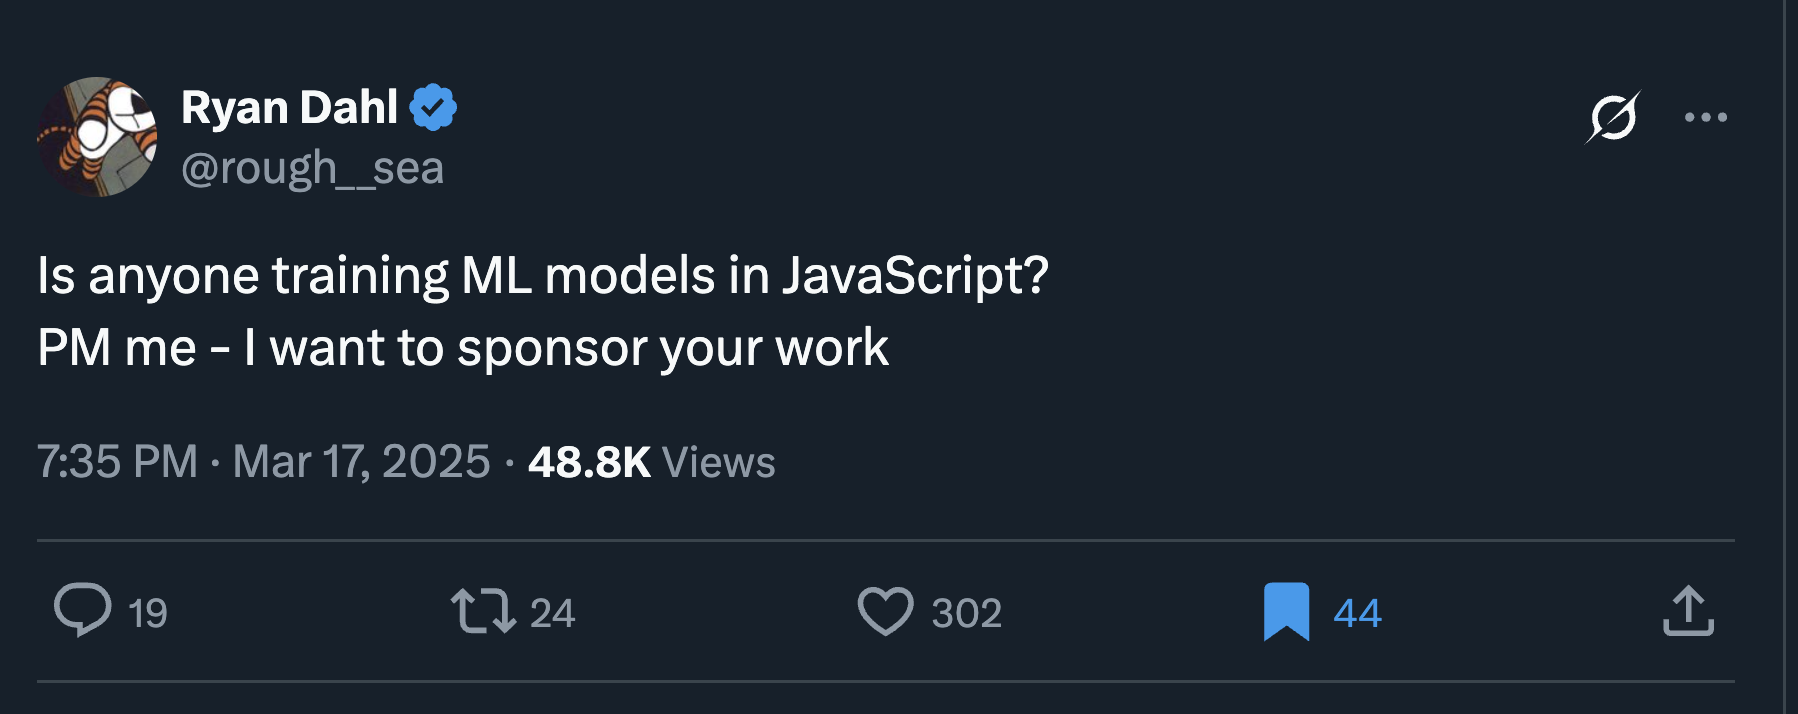 Ryan Dahl
@rough__sea
Is anyone training ML models in JavaScript?
PM me - I want to sponsor your work
7:35 PM · Mar 17, 2025 · 48.8K Views
19 24 302 44